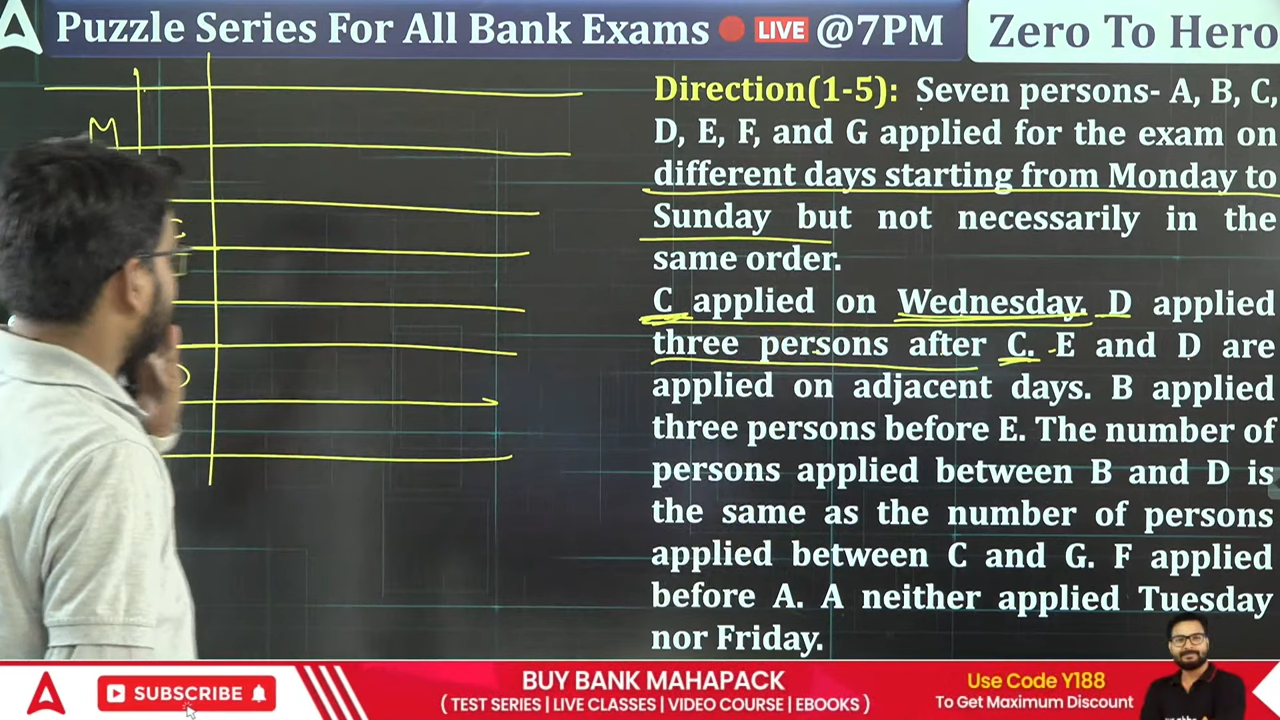 Puzzle Series For All Bank Exams LIVE @7PM
Zero To Hero
M
D
Direction(1-5): Seven persons- A, B, C,
D, E, F, and G applied for the exam on
different days starting from Monday to
Sunday but not necessarily in the
same order.
C applied on Wednesday. D applied
three persons after C. E and D are
applied on adjacent days. B applied
three persons before E. The number of
persons applied between B and D is
the same as the number of persons
applied between C and G. F applied
before A. A neither applied Tuesday
nor Friday.
SUBSCRIBE
BUY BANK MAHAPACK
( TEST SERIES | LIVE CLASSES | VIDEO COURSE | EBOOKS )
Use Code Y188
To Get Maximum Discount